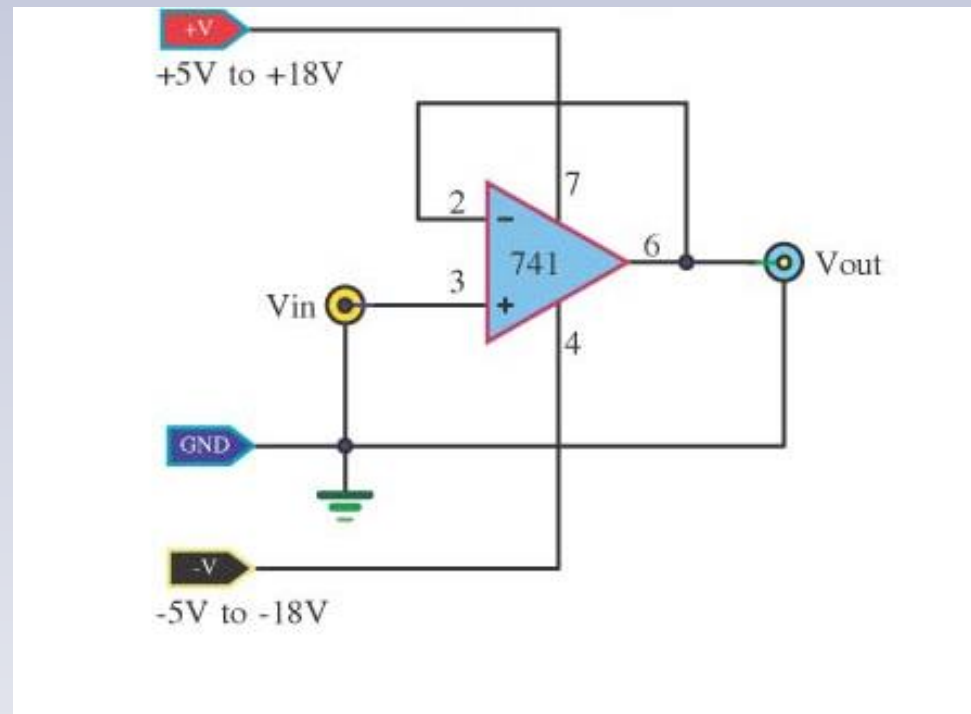 +V
+5V to +18V
7
2
-
741
6
Vout
3
Vin
+
4
GND
-V
-5V to -18V